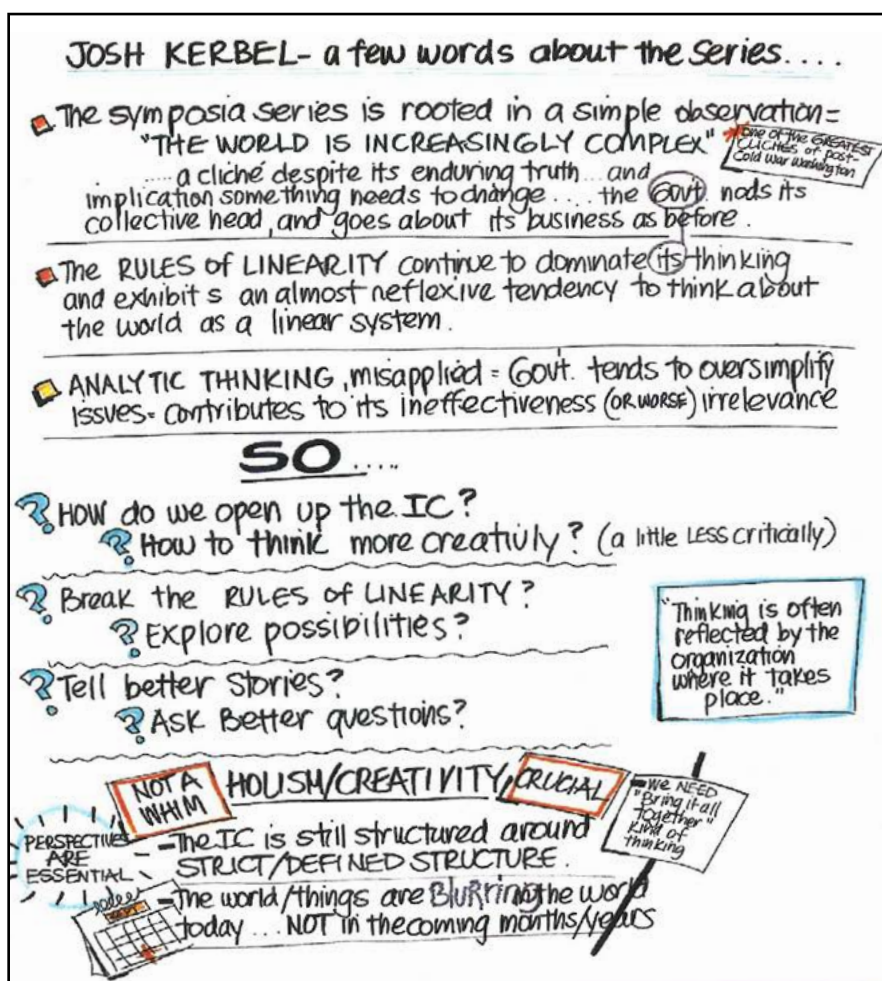 JOSH KERBEL - a few words about the series....
The symposia series is rooted in a simple observation =
"THE WORLD IS INCREASINGLY COMPLEX"
*one of the GREATEST
CLICHÉS of post-
Cold War Washington
.... a cliché despite its enduring truth... and
implication something needs to change.... the Govt. nods its
collective head, and goes about its business as before.
The RULES of LINEARITY continue to dominate its thinking
and exhibits an almost reflexive tendency to think about
the world as a linear system.
ANALYTIC THINKING, misapplied = Govt. tends to oversimplify
issues = contributes to its ineffectiveness (OR WORSE) irrelevance
SO....
? HOW do we open up the IC?
? How to think more creativly? (a little LESS critically)
? Break the RULES of LINEARITY?
? Explore possibilities?
"Thinking is often
reflected by the
organization
where it takes
place."
? Tell better stories?
? Ask Better questions?
NOT A
WHIM
HOLISM/CREATIVITY,
CRUCIAL
- We NEED
"Bring it all
Together"
kind of
thinking
PERSPECTIVES
ARE
ESSENTIAL
- The IC is still structured around
STRICT/DEFINED STRUCTURE.
- The world/things are BluRring in the world
today ... NOT in the coming months/years